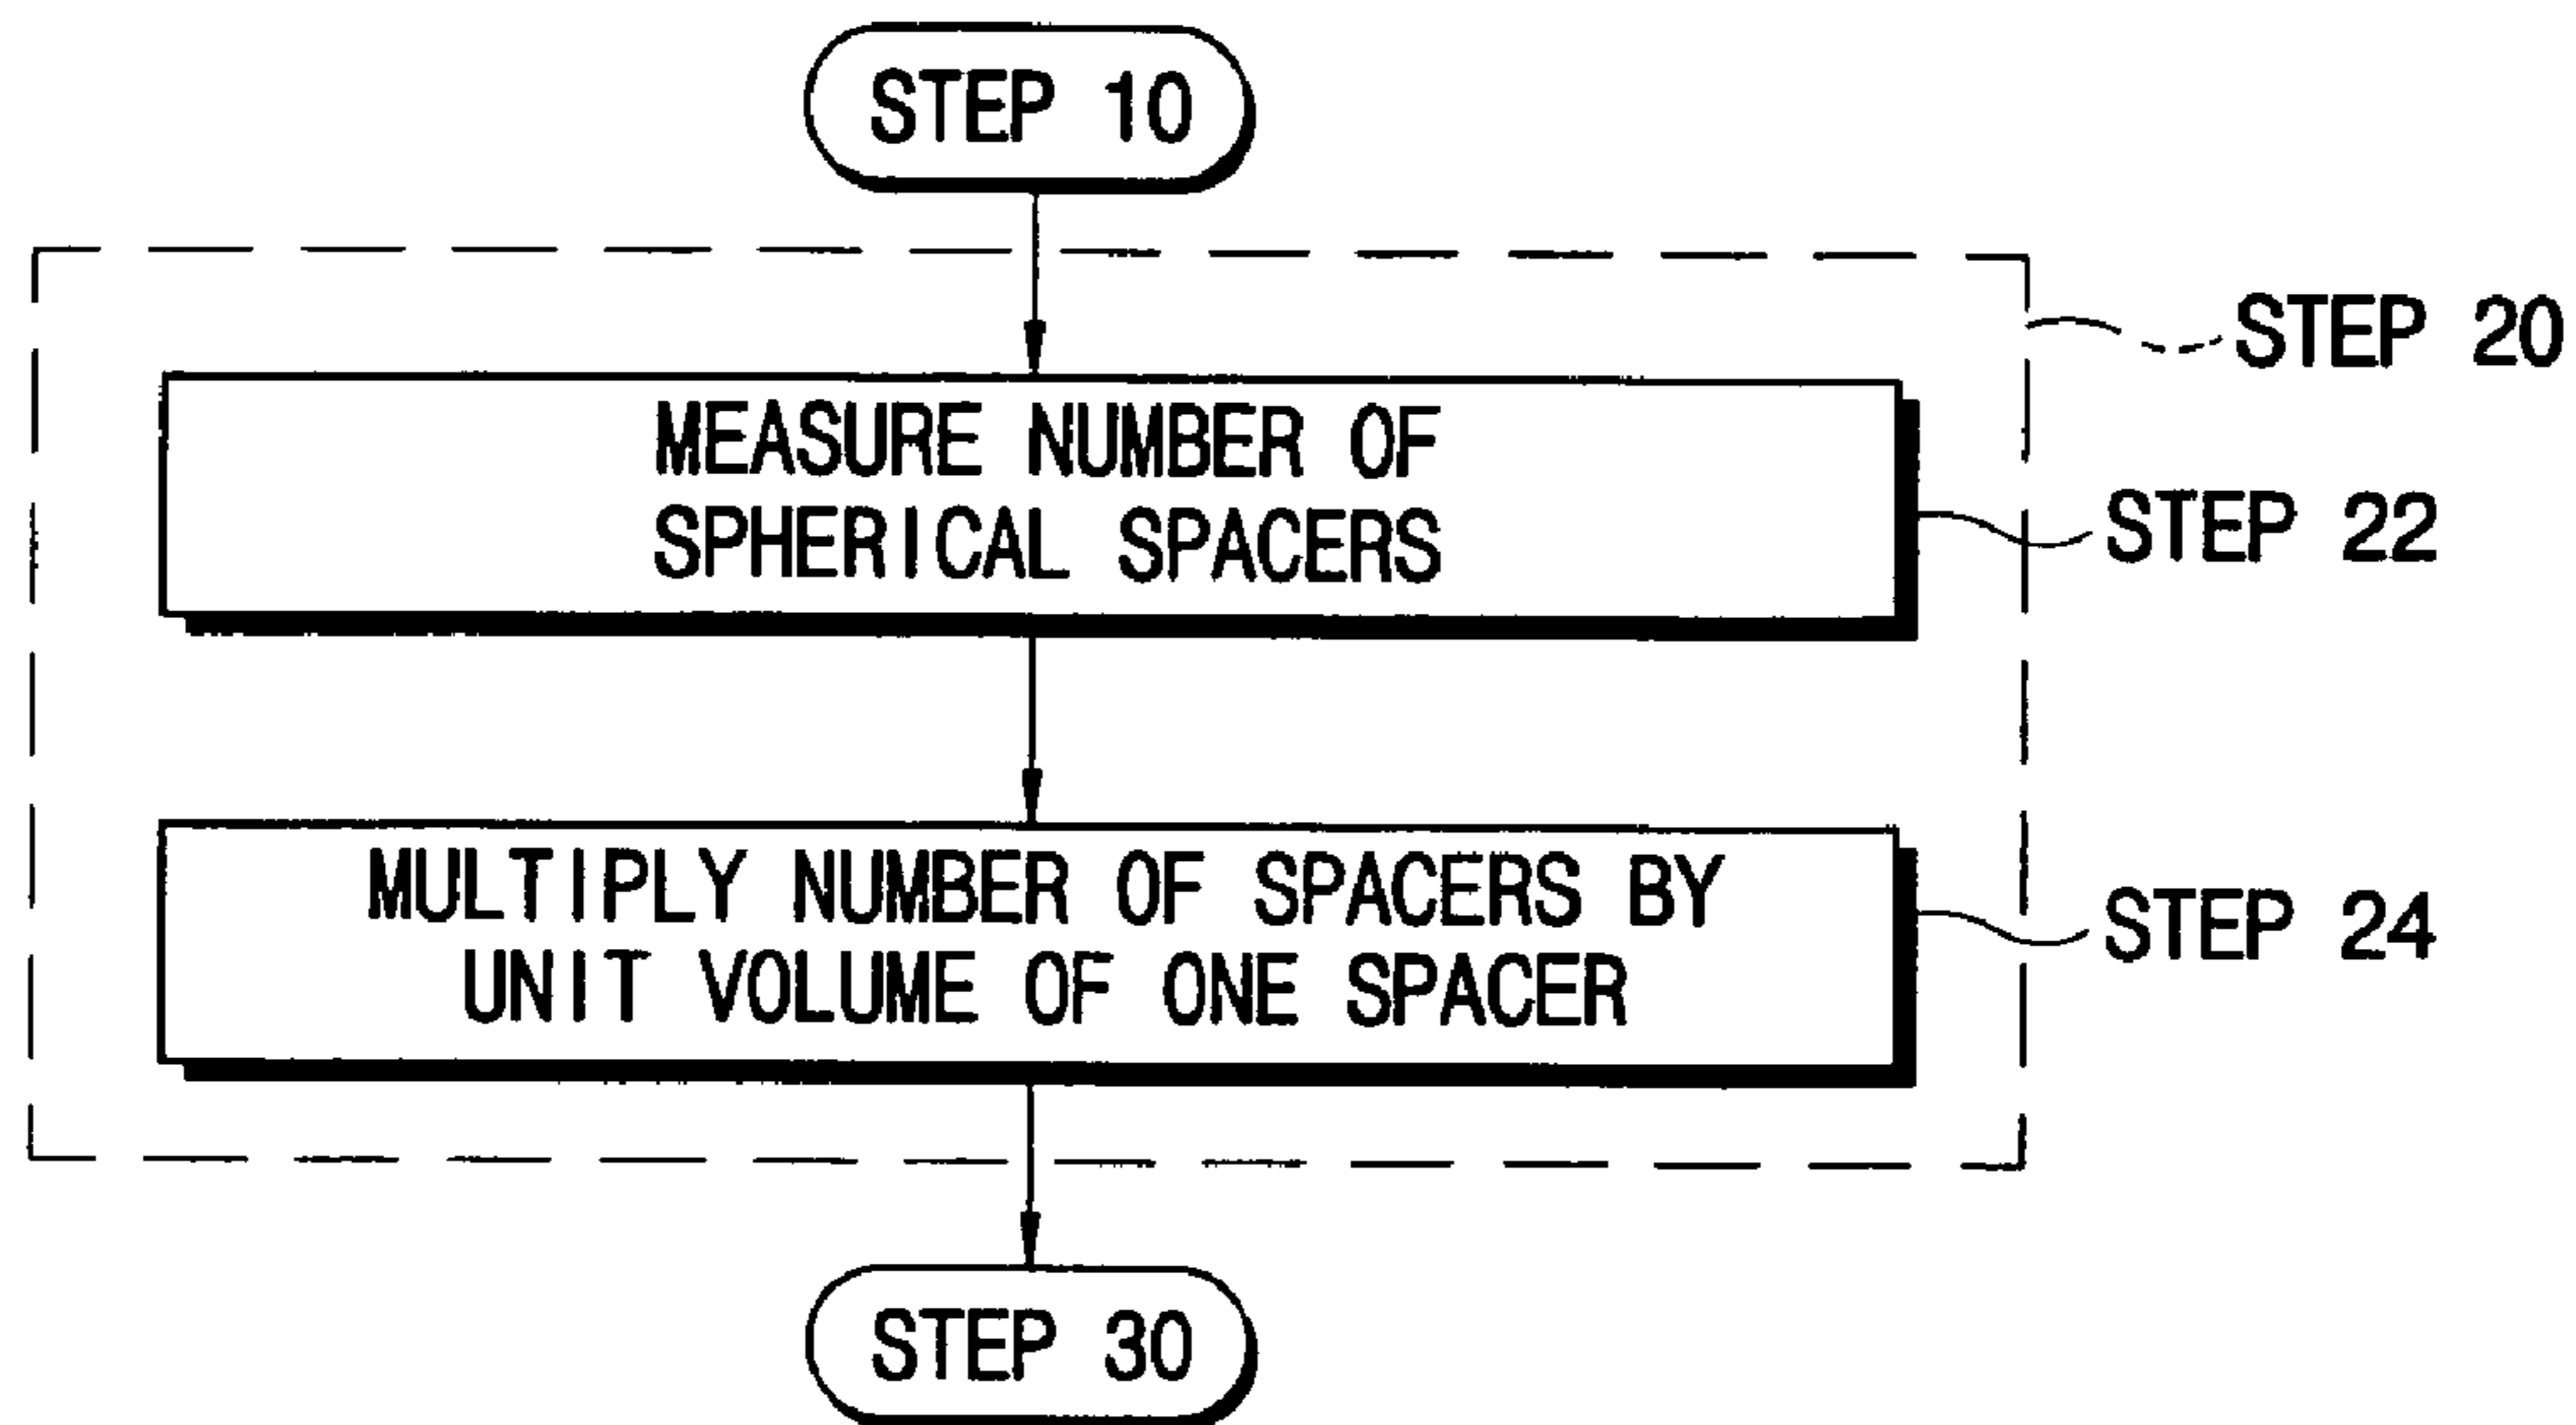 STEP 10
STEP 20
MEASURE NUMBER OF
SPHERICAL SPACERS
STEP 22
MULTIPLY NUMBER OF SPACERS BY
UNIT VOLUME OF ONE SPACER
STEP 24
STEP 30